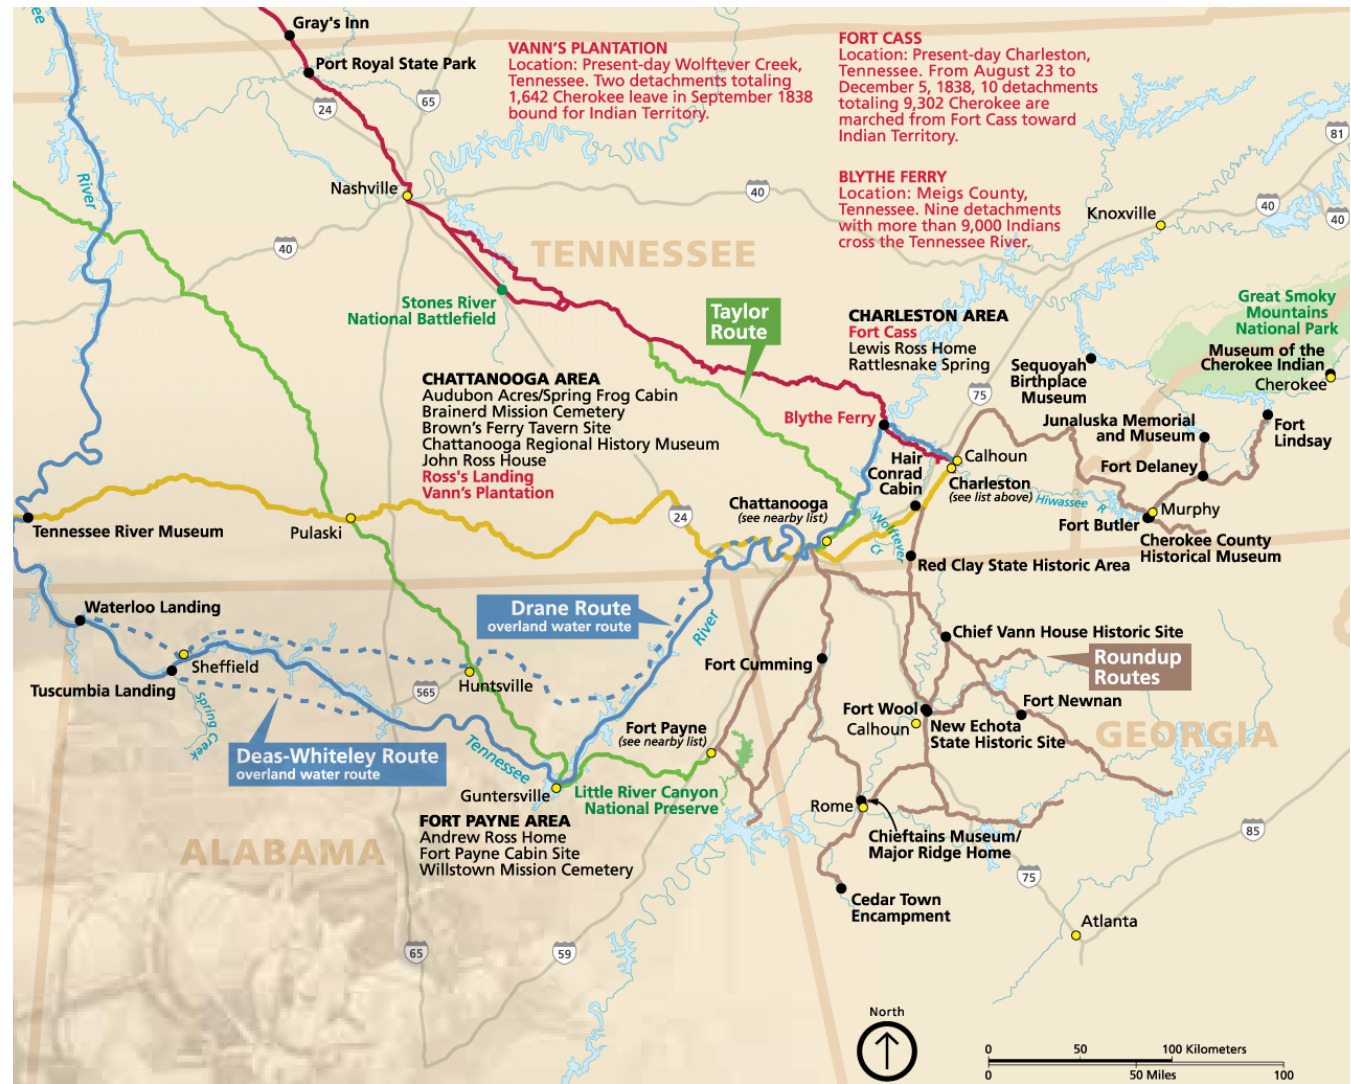 ee
Gray's Inn
Port Royal State Park
24
65
VANN'S PLANTATION
Location: Present-day Wolftever Creek,
Tennessee. Two detachments totaling
1,642 Cherokee leave in September 1838
bound for Indian Territory.
FORT CASS
Location: Present-day Charleston,
Tennessee. From August 23 to
December 5, 1838, 10 detachments
totaling 9,302 Cherokee are
marched from Fort Cass toward
Indian Territory.
81
BLYTHE FERRY
Location: Meigs County,
Tennessee. Nine detachments
with more than 9,000 Indians
cross the Tennessee River.
River
Nashville
40
Knoxville
40
40
40
TENNESSEE
Stones River
National Battlefield
Taylor
Route
CHARLESTON AREA
Fort Cass
Lewis Ross Home
Rattlesnake Spring
Great Smoky
Mountains
National Park
Museum of the
Cherokee Indian
Cherokee
Sequoyah
Birthplace
Museum
75
CHATTANOOGA AREA
Audubon Acres/Spring Frog Cabin
Brainerd Mission Cemetery
Brown's Ferry Tavern Site
Chattanooga Regional History Museum
John Ross House
Ross's Landing
Vann's Plantation
Blythe Ferry
Junaluska Memorial
and Museum
Fort
Lindsay
Hair
Conrad
Cabin
Calhoun
Charleston
(see list above)
Fort Delaney
Hiwassee R
Murphy
Fort Butler
Cherokee County
Historical Museum
Chattanooga
(see nearby list)
24
Wolftever
Cr
Tennessee River Museum
Pulaski
Red Clay State Historic Area
Waterloo Landing
Drane Route
overland water route
River
Chief Vann House Historic Site
Roundup
Routes
Sheffield
Tuscumbia Landing
Spring Creek
565
Huntsville
Fort Cumming
Fort Newnan
Fort Wool
Calhoun
New Echota
State Historic Site
GEORGIA
Fort Payne
(see nearby list)
Deas-Whiteley Route
overland water route
Tennessee
Guntersville
Little River Canyon
National Preserve
Rome
Chieftains Museum/
Major Ridge Home
FORT PAYNE AREA
Andrew Ross Home
Fort Payne Cabin Site
Willstown Mission Cemetery
ALABAMA
85
75
Cedar Town
Encampment
Atlanta
65
59
North
0
50
100 Kilometers
0
50 Miles
100